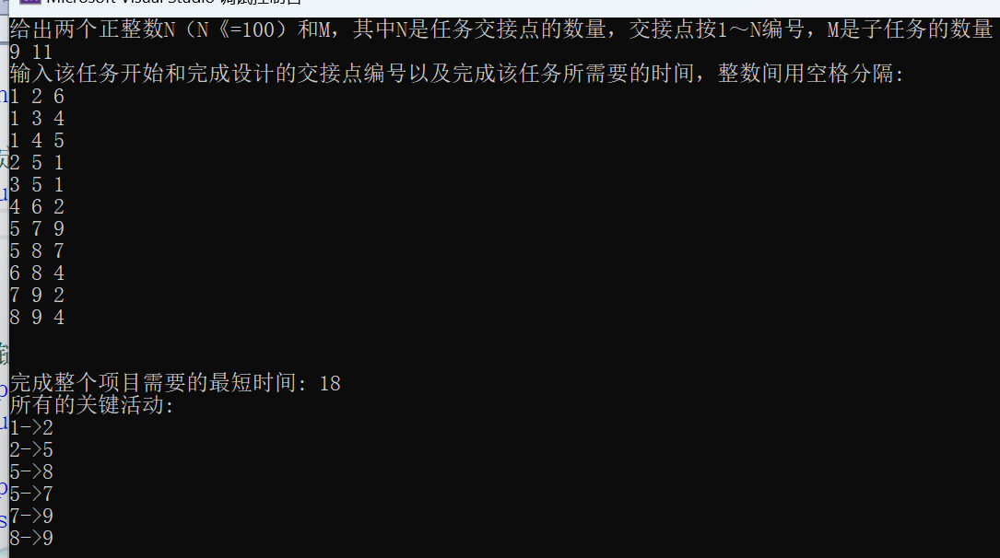 Microsoft Visual Studio 调试控制台
给出两个正整数N（N《=100）和M，其中N是任务交接点的数量，交接点按1～N编号，M是子任务的数量
9 11
输入该任务开始和完成设计的交接点编号以及完成该任务所需要的时间，整数间用空格分隔:
1 2 6
1 3 4
1 4 5
2 5 1
3 5 1
4 6 2
5 7 9
5 8 7
6 8 4
7 9 2
8 9 4
完成整个项目需要的最短时间: 18
所有的关键活动:
1->2
2->5
5->8
5->7
7->9
8->9